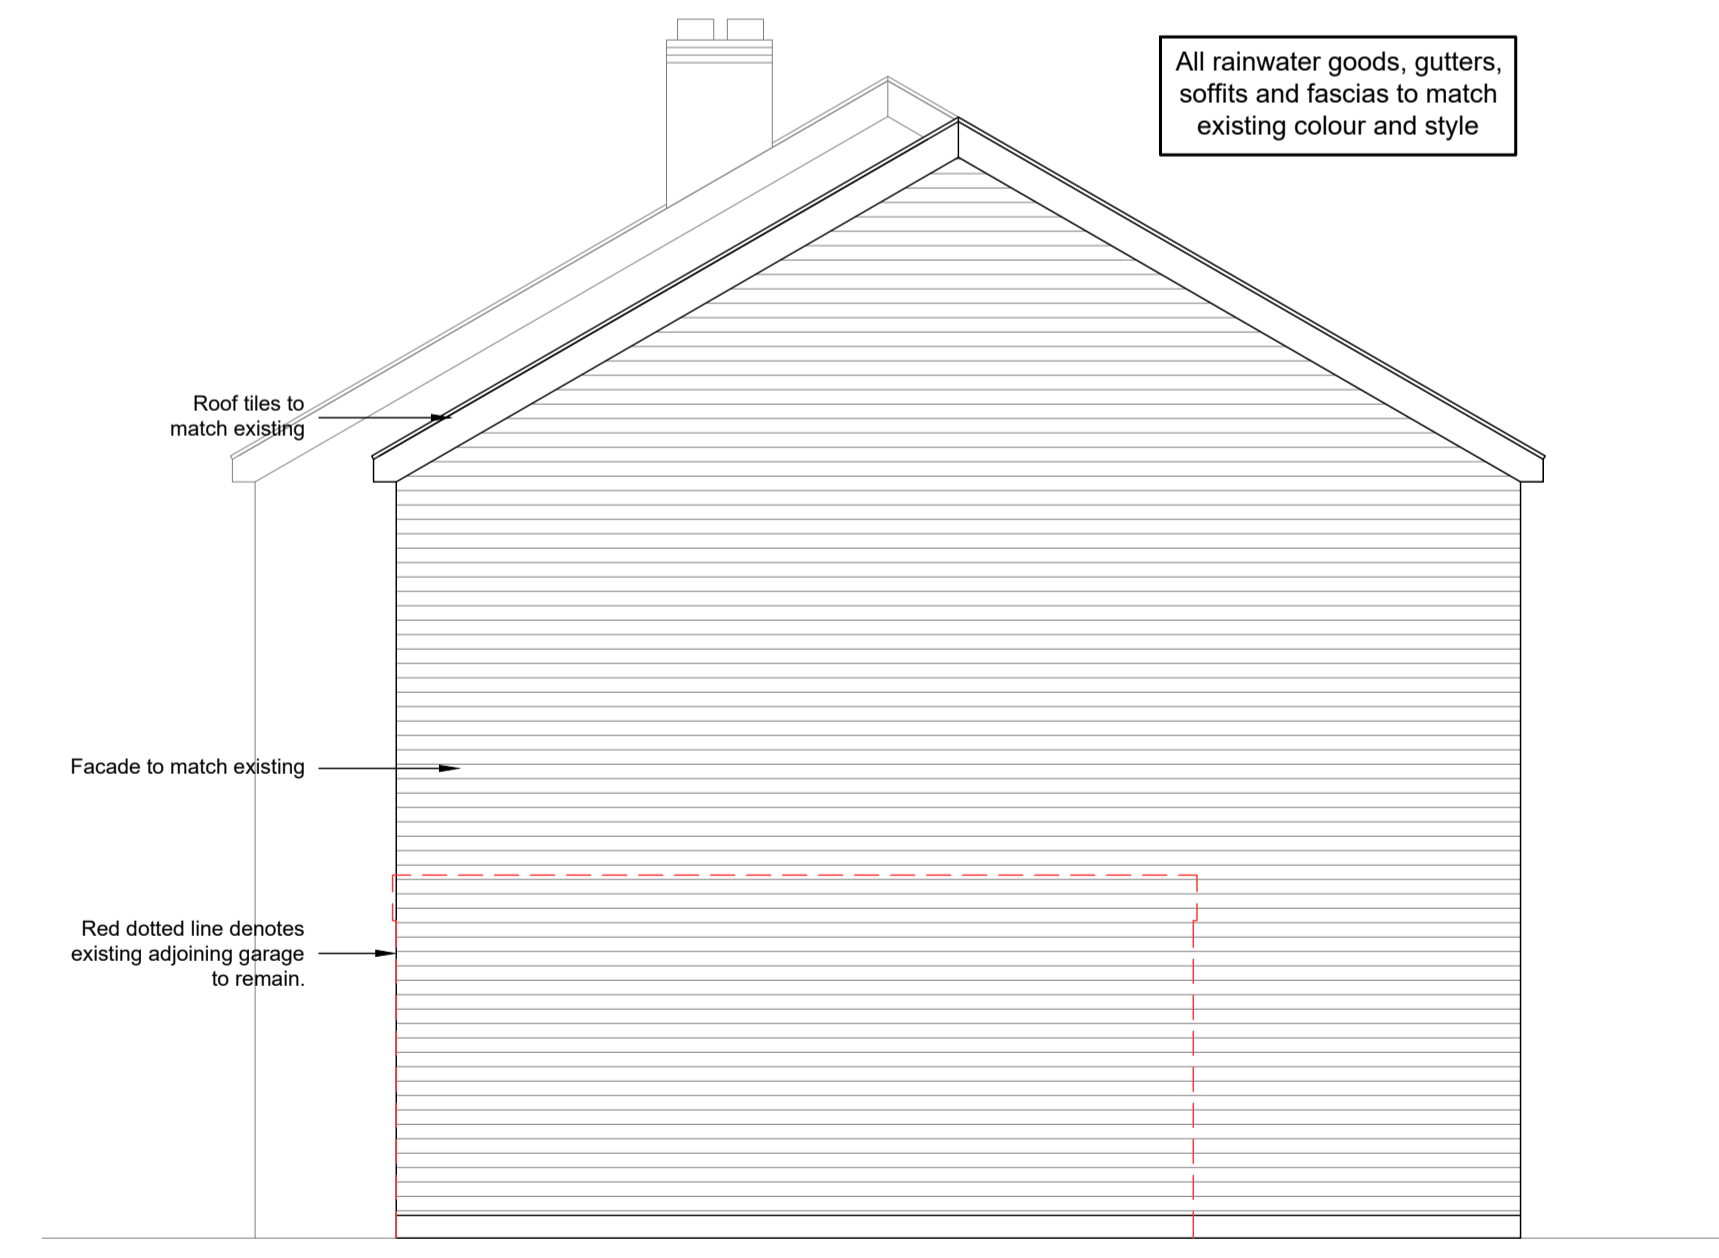 All rainwater goods, gutters,
soffits and fascias to match
existing colour and style
Roof tiles to
match existing
Facade to match existing
Red dotted line denotes
existing adjoining garage
to remain.